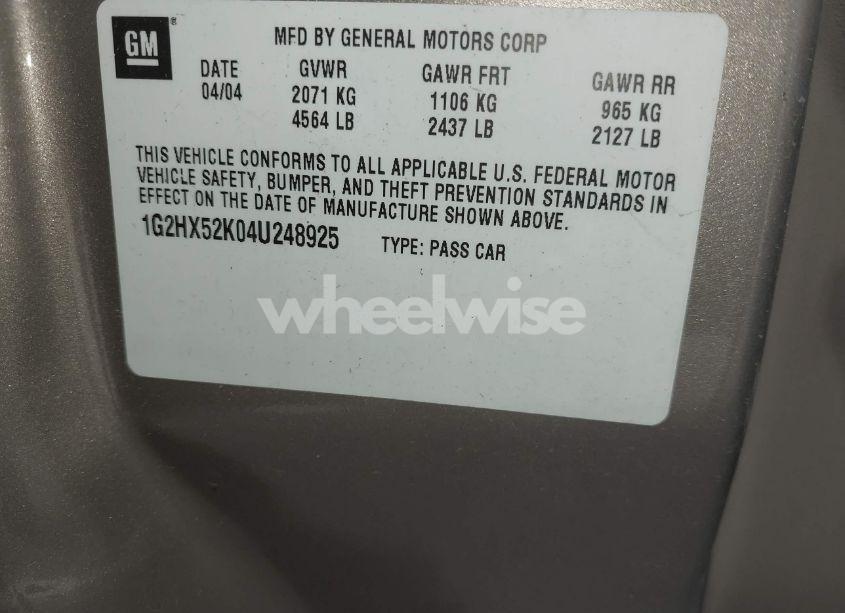 GM ®
MFD BY GENERAL MOTORS CORP
DATE GVWR GAWR FRT GAWR RR
04/04 2071 KG 1106 KG 965 KG
4564 LB 2437 LB 2127 LB
THIS VEHICLE CONFORMS TO ALL APPLICABLE U.S. FEDERAL MOTOR
VEHICLE SAFETY, BUMPER, AND THEFT PREVENTION STANDARDS IN
EFFECT ON THE DATE OF MANUFACTURE SHOWN ABOVE.
1G2HX52K04U248925 TYPE: PASS CAR
wheelwise